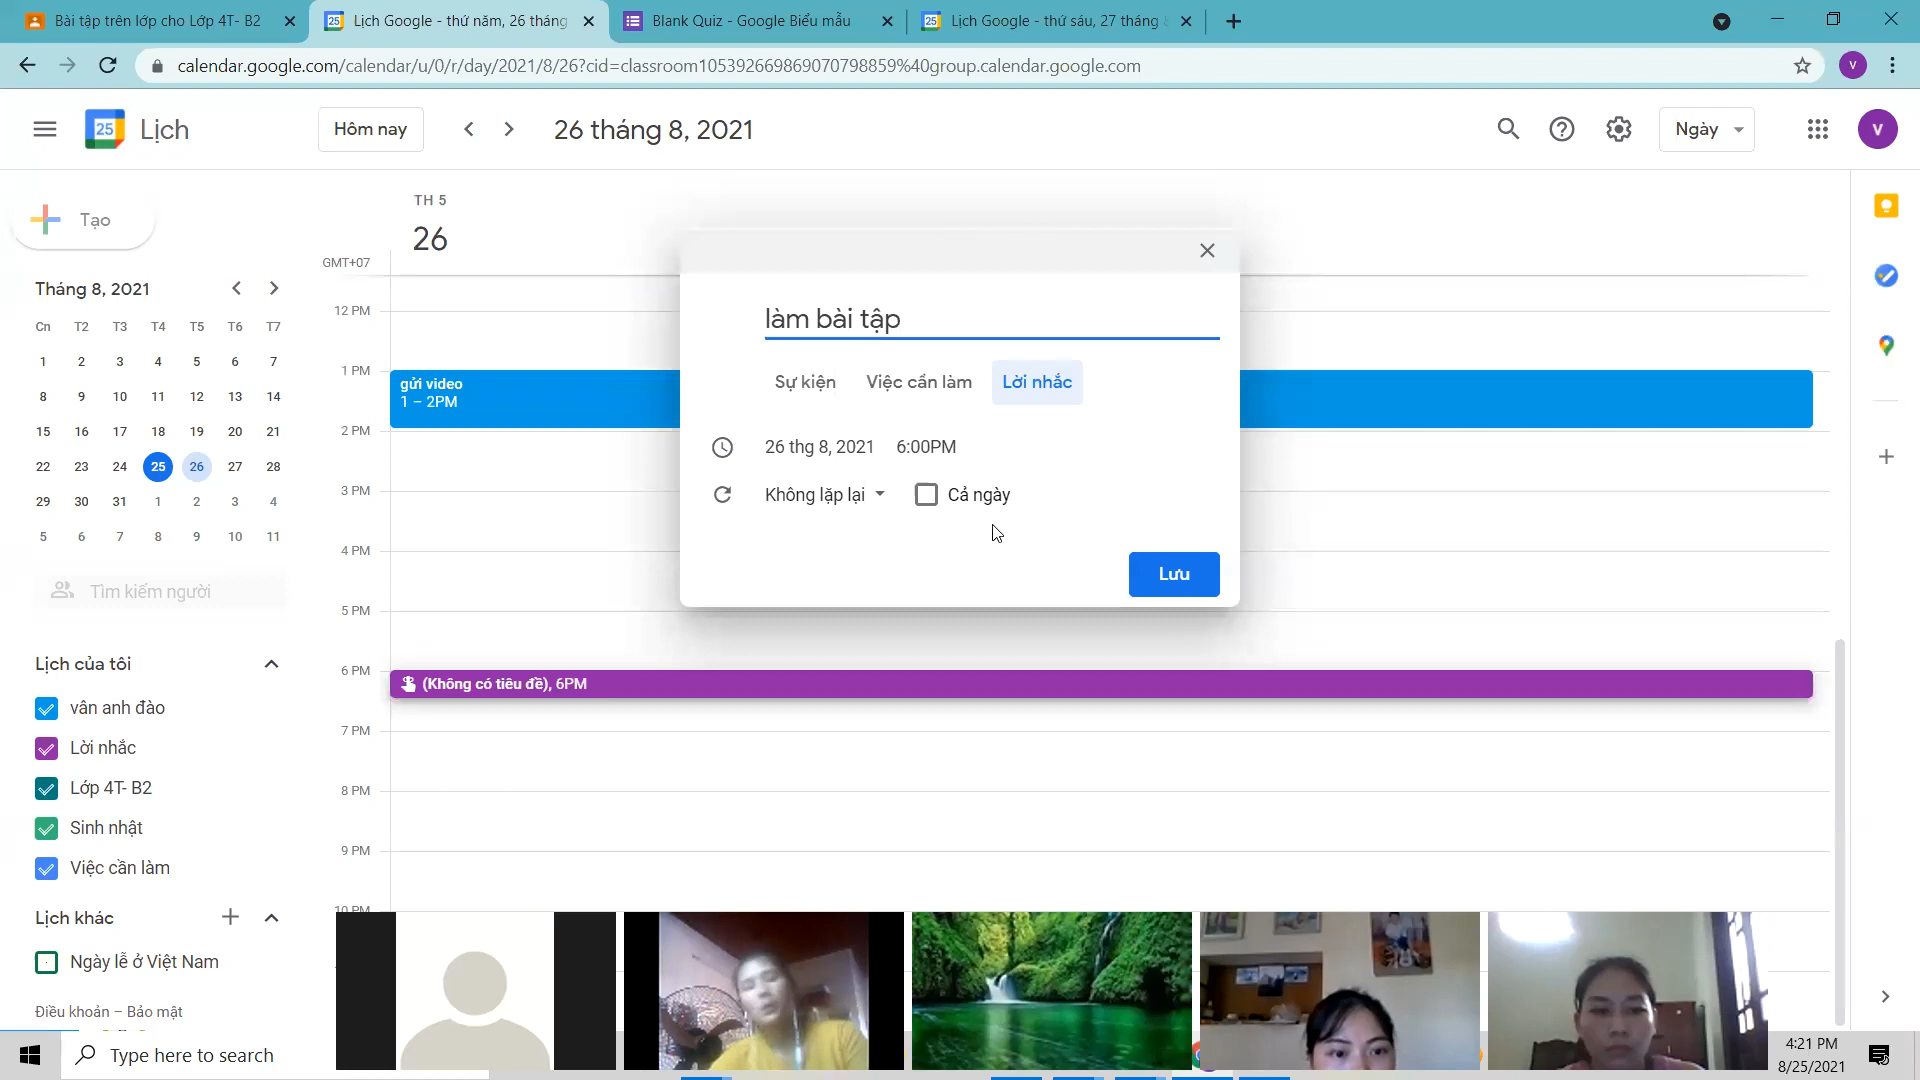 Bài tập trên lớp cho Lớp 4T- B2
Lịch Google - thứ năm, 26 tháng
Blank Quiz - Google Biểu mẫu
Lịch Google - thứ sáu, 27 tháng
calendar.google.com/calendar/u/0/r/day/2021/8/26?cid=classroom105392669869070798859%40group.calendar.google.com
V
25
Lịch
Hôm nay
26 tháng 8, 2021
Ngày
V
Tạo
TH 5
26
GMT+07
Tháng 8, 2021
Cn T2 T3 T4 T5 T6 T7
1 2 3 4 5 6 7
8 9 10 11 12 13 14
15 16 17 18 19 20 21
22 23 24 25 26 27 28
29 30 31 1 2 3 4
5 6 7 8 9 10 11
Tìm kiếm người
Lịch của tôi
vân anh đào
Lời nhắc
Lớp 4T- B2
Sinh nhật
Việc cần làm
Lịch khác
Ngày lễ ở Việt Nam
Điều khoản – Bảo mật
12 PM
1 PM
gửi video
1 – 2PM
2 PM
3 PM
4 PM
5 PM
6 PM
(Không có tiêu đề), 6PM
7 PM
8 PM
9 PM
10 PM
làm bài tập
Sự kiện
Việc cần làm
Lời nhắc
26 thg 8, 2021 6:00PM
Không lặp lại
Cả ngày
Lưu
Type here to search
4:21 PM
8/25/2021